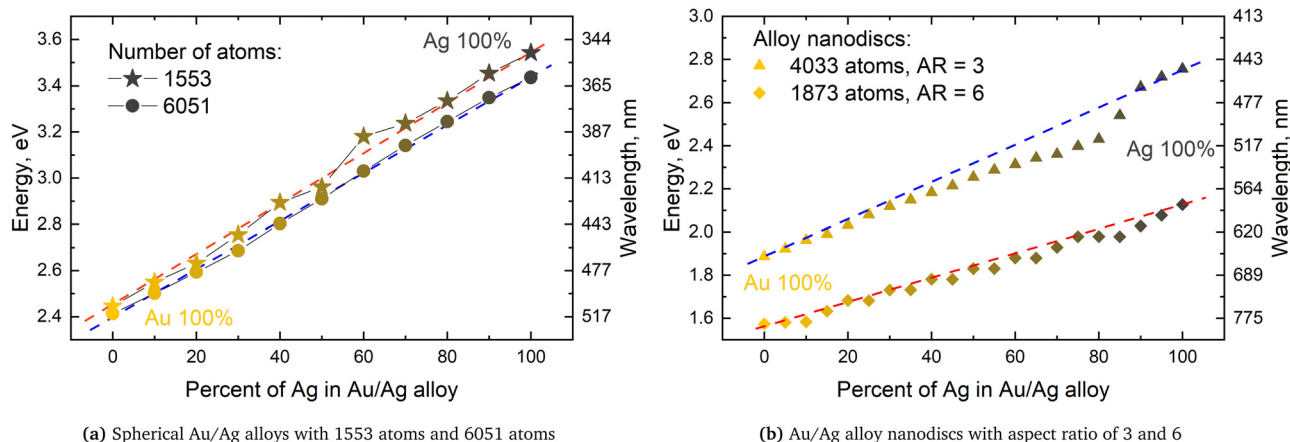 3.6
3.4
3.2
3.0
2.8
2.6
2.4
Energy, eV
Number of atoms:
1553
6051
Ag 100%
Au 100%
344
365
387
413
443
477
517
Wavelength, nm
0 20 40 60 80 100
Percent of Ag in Au/Ag alloy
(a) Spherical Au/Ag alloys with 1553 atoms and 6051 atoms
3.0
2.8
2.6
2.4
2.2
2.0
1.8
1.6
Energy, eV
Alloy nanodiscs:
4033 atoms, AR = 3
1873 atoms, AR = 6
Ag 100%
Au 100%
413
443
477
517
564
620
689
775
Wavelength, nm
0 20 40 60 80 100
Percent of Ag in Au/Ag alloy
(b) Au/Ag alloy nanodiscs with aspect ratio of 3 and 6